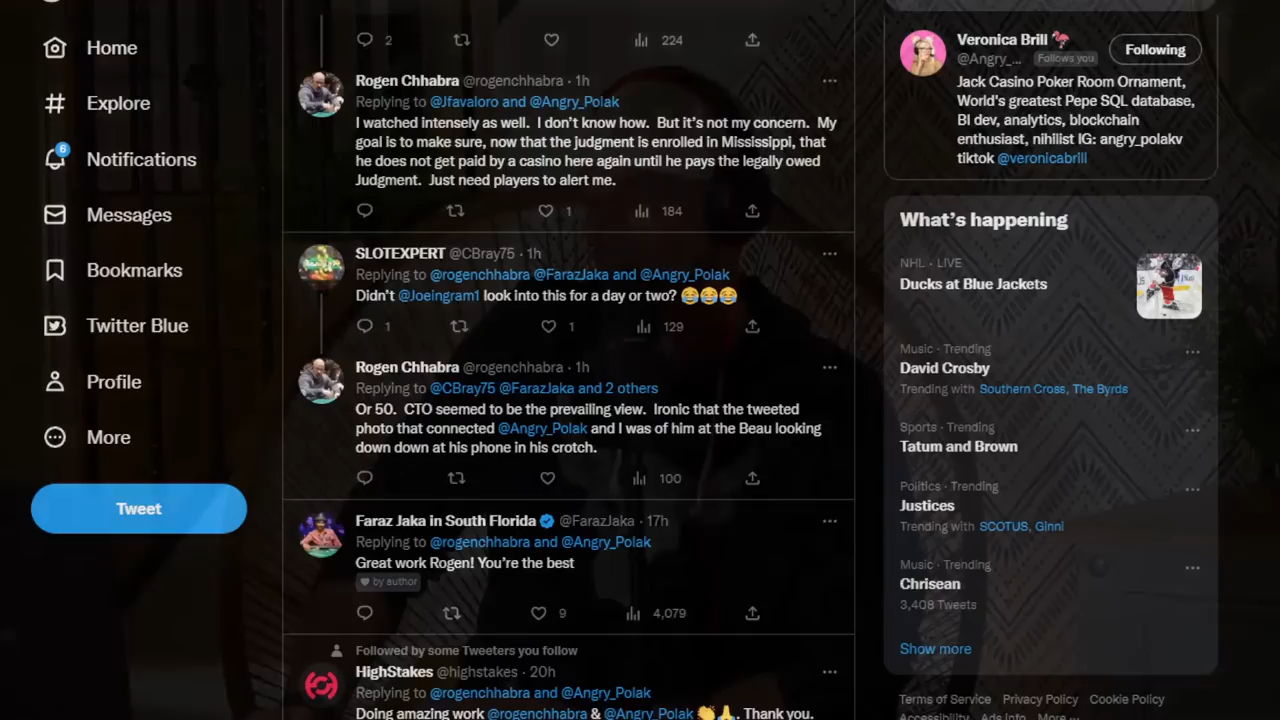 Home
Explore
6
Notifications
Messages
Bookmarks
Twitter Blue
Profile
More
Tweet
2
224
Rogen Chhabra @rogenchhabra · 1h
Replying to @Jfavaloro and @Angry_Polak
I watched intensely as well. I don't know how. But it's not my concern. My
goal is to make sure, now that the judgment is enrolled in Mississippi, that
he does not get paid by a casino here again until he pays the legally owed
Judgment. Just need players to alert me.
1
184
SLOTEXPERT @CBray75 · 1h
Replying to @rogenchhabra @FarazJaka and @Angry_Polak
Didn't @Joeingram1 look into this for a day or two? 😂😂😂
1
1
129
Rogen Chhabra @rogenchhabra · 1h
Replying to @CBray75 @FarazJaka and 2 others
Or 50. CTO seemed to be the prevailing view. Ironic that the tweeted
photo that connected @Angry_Polak and I was of him at the Beau looking
down down at his phone in his crotch.
100
Faraz Jaka in South Florida @FarazJaka · 17h
Replying to @rogenchhabra and @Angry_Polak
Great work Rogen! You're the best
by author
9
4,079
Followed by some Tweeters you follow
HighStakes @highstakes · 20h
Replying to @rogenchhabra and @Angry_Polak
Doing amazing work @rogenchhabra & @Angry_Polak 👏🙏. Thank you.
Veronica Brill 🦩
@Angry_... Follows you
Following
Jack Casino Poker Room Ornament,
World's greatest Pepe SQL database,
BI dev, analytics, blockchain
enthusiast, nihilist IG: angry_polakv
tiktok @veronicabrill
What's happening
NHL · LIVE
Ducks at Blue Jackets
Music · Trending
David Crosby
Trending with Southern Cross, The Byrds
Sports · Trending
Tatum and Brown
Politics · Trending
Justices
Trending with SCOTUS, Ginni
Music · Trending
Chrisean
3,408 Tweets
Show more
Terms of Service Privacy Policy Cookie Policy
Accessibility Ads info More ...